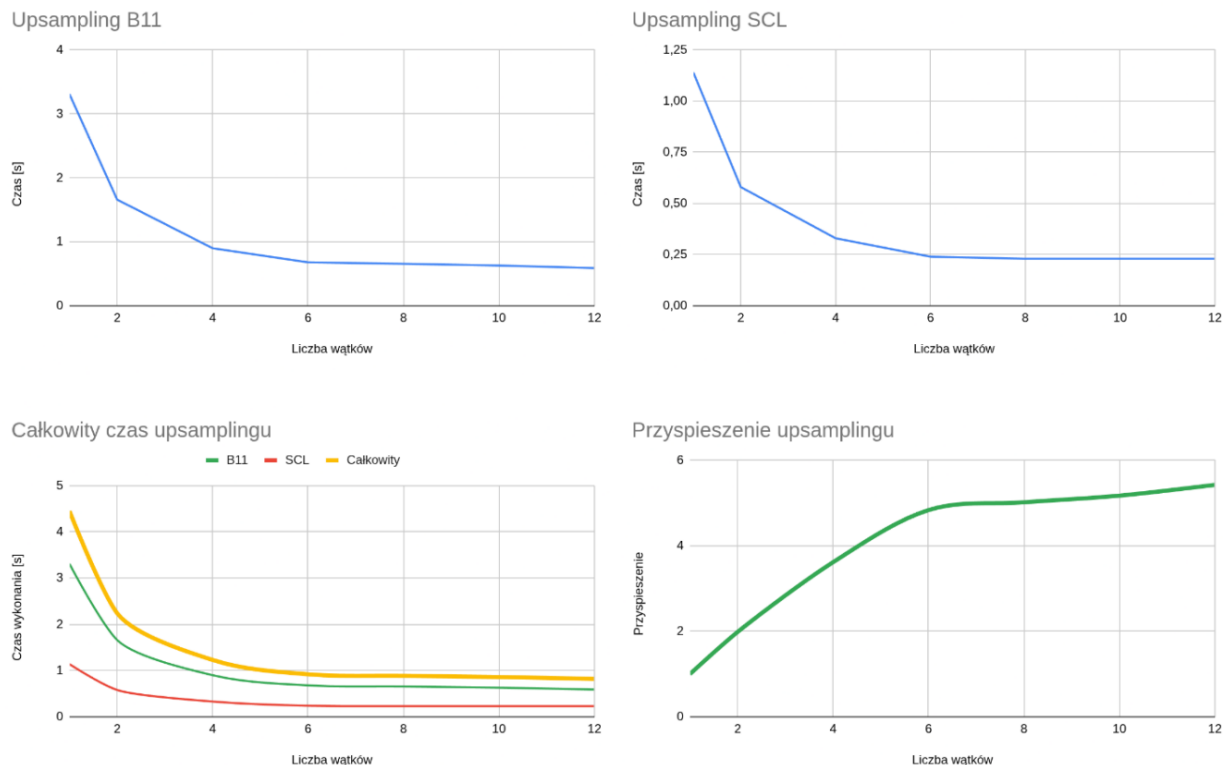 Upsampling B11
4
3
2
1
0
Czas [s]
2 4 6 8 10 12
Liczba wątków
Upsampling SCL
1,25
1,00
0,75
0,50
0,25
0,00
Czas [s]
2 4 6 8 10 12
Liczba wątków
Całkowity czas upsamplingu
B11 SCL Całkowity
5
4
3
2
1
0
Czas wykonania [s]
2 4 6 8 10 12
Liczba wątków
Przyspieszenie upsamplingu
6
4
2
0
Przyspieszenie
2 4 6 8 10 12
Liczba wątków